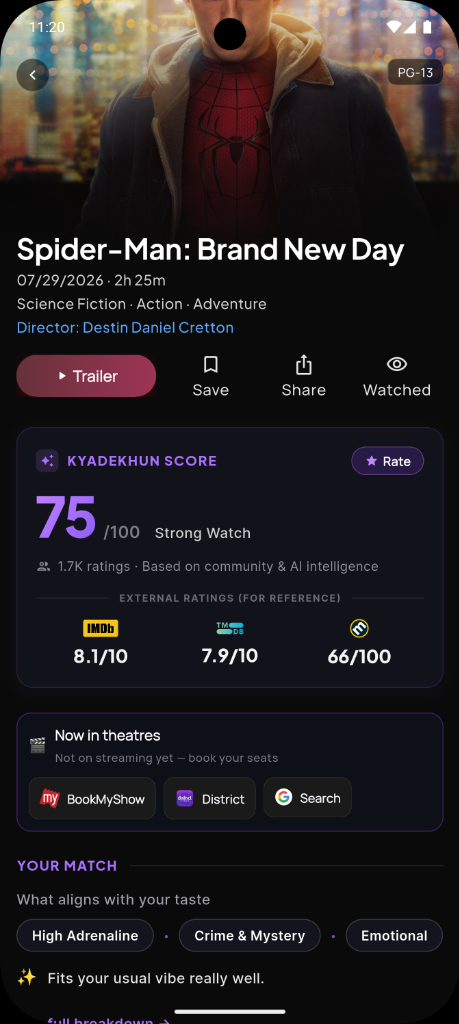 11:20
PG-13
Spider-Man: Brand New Day
07/29/2026 · 2h 25m
Science Fiction · Action · Adventure
Director: Destin Daniel Cretton
Trailer
Save
Share
Watched
KYADEKHUN SCORE
Rate
75 /100 Strong Watch
1.7K ratings · Based on community & AI intelligence
EXTERNAL RATINGS (FOR REFERENCE)
IMDb
TMDB
8.1/10
7.9/10
66/100
Now in theatres
Not on streaming yet — book your seats
my BookMyShow
District
G Search
YOUR MATCH
What aligns with your taste
High Adrenaline · Crime & Mystery · Emotional
Fits your usual vibe really well.
full breakdown →